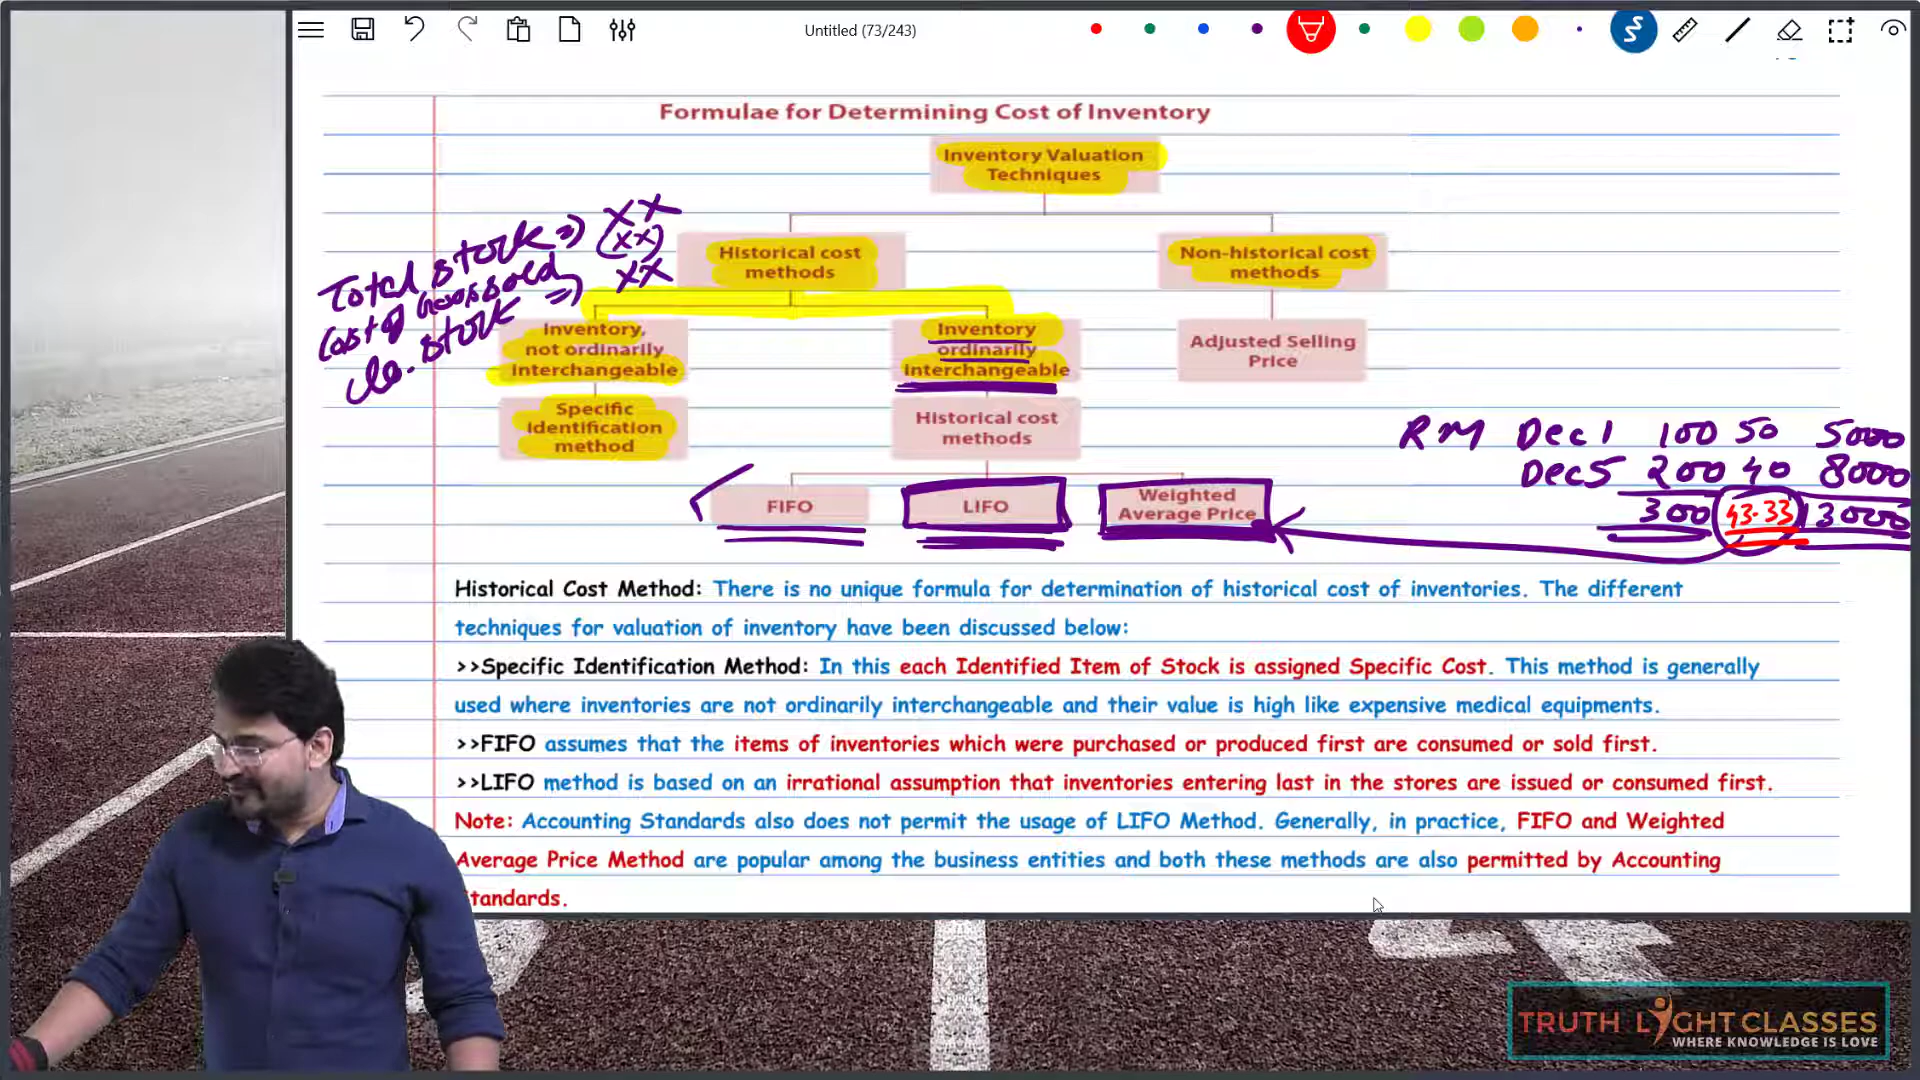 Untitled (73/243)
Formulae for Determining Cost of Inventory
Inventory Valuation
Techniques
Total stock => XX
Cost of Goods sold (XX)
Clo. stock => XX
Historical cost
methods
Non-historical cost
methods
Inventory,
not ordinarily
interchangeable
Inventory
ordinarily
interchangeable
Adjusted Selling
Price
Specific
identification
method
Historical cost
methods
RM Dec 1 100 50 5000
Dec 5 200 40 8000
300 43.33 13000
FIFO
LIFO
Weighted
Average Price
Historical Cost Method: There is no unique formula for determination of historical cost of inventories. The different
techniques for valuation of inventory have been discussed below:
>>Specific Identification Method: In this each Identified Item of Stock is assigned Specific Cost. This method is generally
used where inventories are not ordinarily interchangeable and their value is high like expensive medical equipments.
>>FIFO assumes that the items of inventories which were purchased or produced first are consumed or sold first.
>>LIFO method is based on an irrational assumption that inventories entering last in the stores are issued or consumed first.
Note: Accounting Standards also does not permit the usage of LIFO Method. Generally, in practice, FIFO and Weighted
Average Price Method are popular among the business entities and both these methods are also permitted by Accounting
tandards.
TRUTH LIGHT CLASSES
WHERE KNOWLEDGE IS LOVE